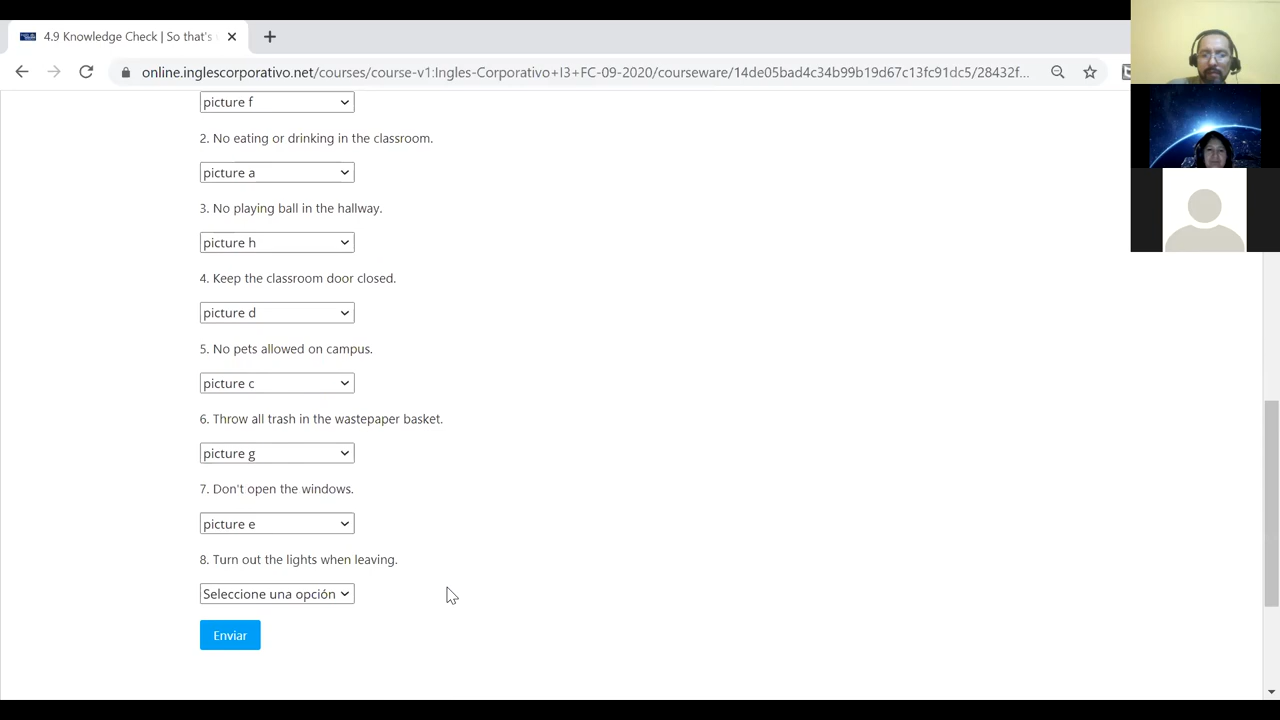 4.9 Knowledge Check | So that's
online.inglescorporativo.net/courses/course-v1:Ingles-Corporativo+I3+FC-09-2020/courseware/14de05bad4c34b99b19d67c13fc91dc5/28432f...
picture f
2. No eating or drinking in the classroom.
picture a
3. No playing ball in the hallway.
picture h
4. Keep the classroom door closed.
picture d
5. No pets allowed on campus.
picture c
6. Throw all trash in the wastepaper basket.
picture g
7. Don't open the windows.
picture e
8. Turn out the lights when leaving.
Seleccione una opción
Enviar